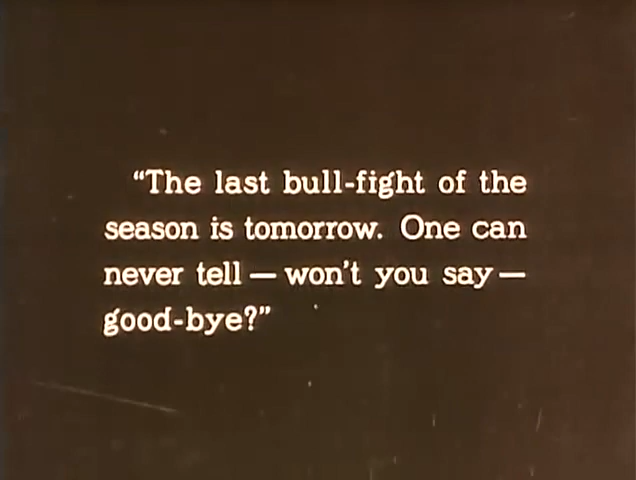 “The last bull-fight of the
season is tomorrow. One can
never tell — won't you say —
good-bye?”